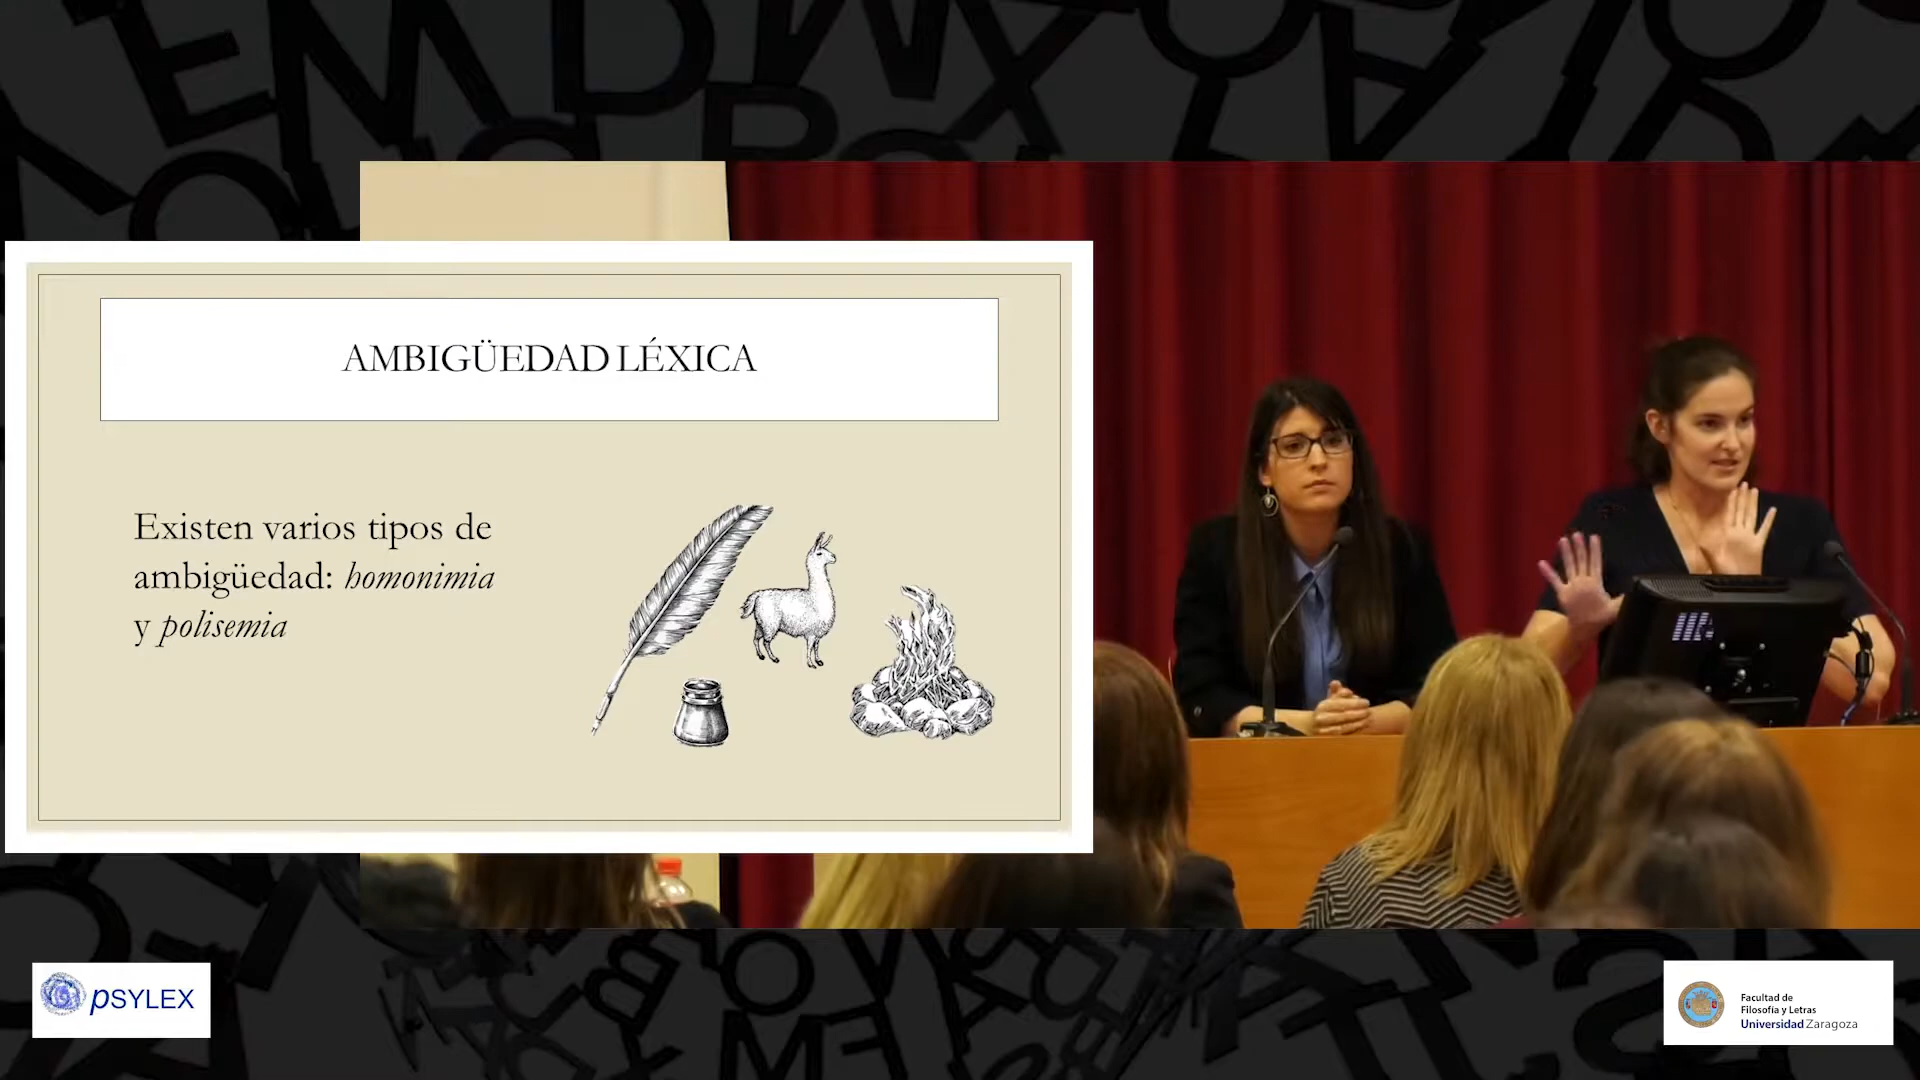 AMBIGÜEDAD LÉXICA
Existen varios tipos de
ambigüedad: homonimia
y polisemia
pSYLEX
Facultad de
Filosofía y Letras
Universidad Zaragoza